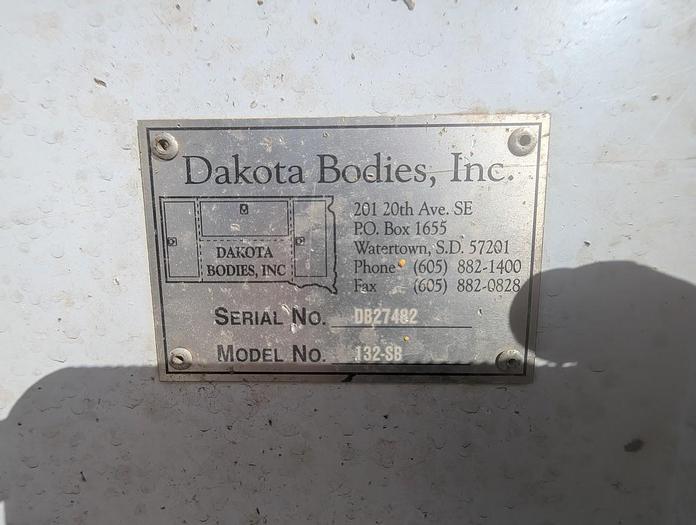 Dakota Bodies, Inc.
DAKOTA
BODIES, INC
201 20th Ave. SE
P.O. Box 1655
Watertown, S.D. 57201
Phone (605) 882-1400
Fax (605) 882-0828
SERIAL NO. DB27482
MODEL NO. 132-SB